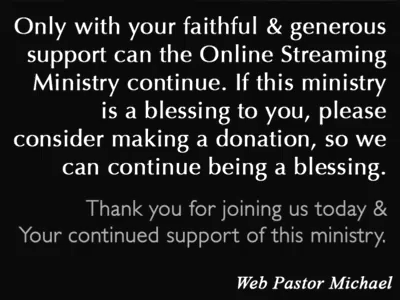 Only with your faithful & generous
support can the Online Streaming
Ministry continue. If this ministry
is a blessing to you, please
consider making a donation, so we
can continue being a blessing.
Thank you for joining us today &
Your continued support of this ministry.
Web Pastor Michael